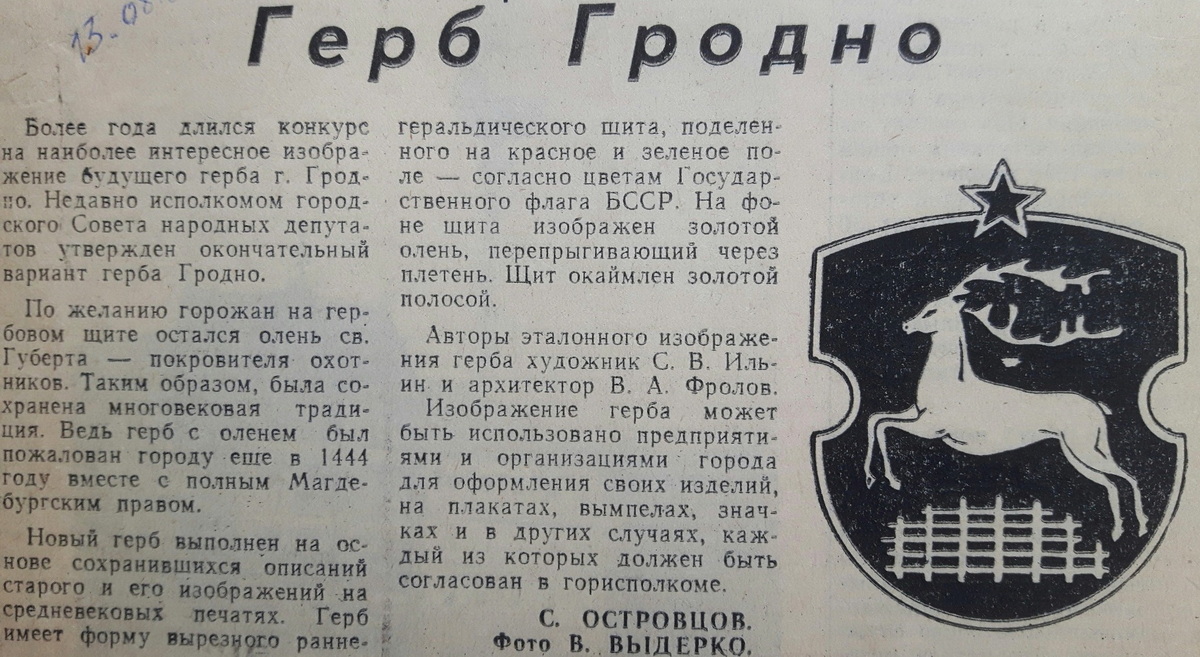 13.08.
Герб Гродно
Более года длился конкурс
на наиболее интересное изобра-
жение будущего герба г. Грод-
но. Недавно исполкомом город-
ского Совета народных депута-
тов утвержден окончательный
вариант герба Гродно.
По желанию горожан на гер-
бовом щите остался олень св.
Губерта — покровителя охот-
ников. Таким образом, была со-
хранена многовековая тради-
ция. Ведь герб с оленем был
пожалован городу еще в 1444
году вместе с полным Магде-
бургским правом.
Новый герб выполнен на ос-
нове сохранившихся описаний
старого и его изображений на
средневековых печатях. Герб
имеет форму вырезного ранне-
геральдического щита, поделен-
ного на красное и зеленое по-
ле — согласно цветам Государ-
ственного флага БССР. На фо-
не щита изображен золотой
олень, перепрыгивающий через
плетень. Щит окаймлен золотой
полосой.
Авторы эталонного изображе-
ния герба художник С. В. Иль-
ин и архитектор В. А. Фролов.
Изображение герба может
быть использовано предприяти-
ями и организациями города
для оформления своих изделий,
на плакатах, вымпелах, знач-
ках и в других случаях, каж-
дый из которых должен быть
согласован в горисполкоме.
С. ОСТРОВЦОВ.
Фото В. ВЫДЕРКО.